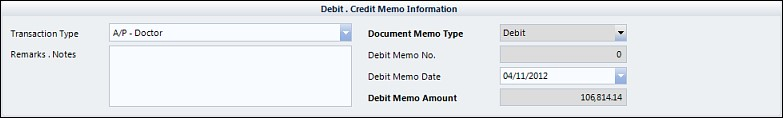 Debit . Credit Memo Information
Transaction Type A/P - Doctor Document Memo Type Debit
Remarks . Notes Debit Memo No. 0
Debit Memo Date 04/11/2012
Debit Memo Amount 106,814.14